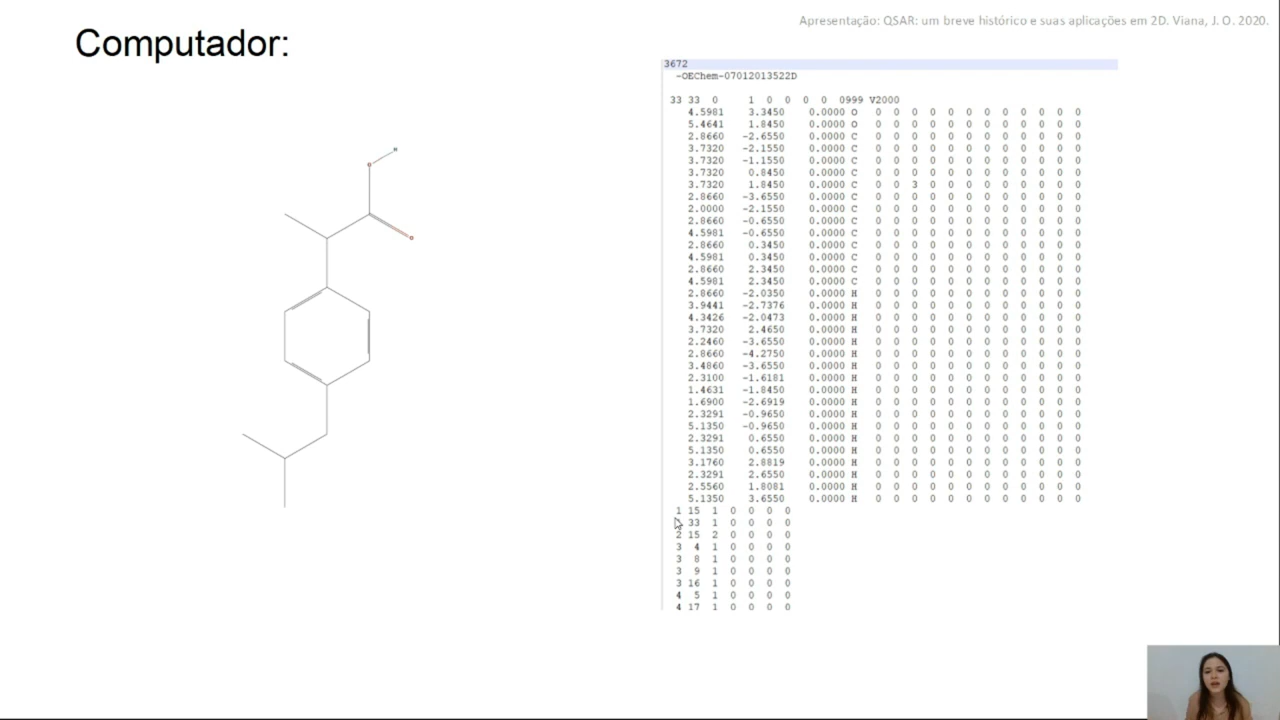 Apresentação: QSAR: um breve histórico e suas aplicações em 2D. Viana, J. O. 2020.
Computador:
3672
-OEChem-07012013522D
33 33 0 1 0 0 0 0 0999 V2000
4.5981 3.3450 0.0000 O 0 0 0 0 0 0 0 0 0 0 0 0
5.4641 1.8450 0.0000 O 0 0 0 0 0 0 0 0 0 0 0 0
2.8660 -2.6550 0.0000 C 0 0 0 0 0 0 0 0 0 0 0 0
3.7320 -2.1550 0.0000 C 0 0 0 0 0 0 0 0 0 0 0 0
3.7320 -1.1550 0.0000 C 0 0 0 0 0 0 0 0 0 0 0 0
3.7320 0.8450 0.0000 C 0 0 0 0 0 0 0 0 0 0 0 0
3.7320 1.8450 0.0000 C 0 0 3 0 0 0 0 0 0 0 0 0
2.8660 -3.6550 0.0000 C 0 0 0 0 0 0 0 0 0 0 0 0
2.0000 -2.1550 0.0000 C 0 0 0 0 0 0 0 0 0 0 0 0
2.8660 -0.6550 0.0000 C 0 0 0 0 0 0 0 0 0 0 0 0
4.5981 -0.6550 0.0000 C 0 0 0 0 0 0 0 0 0 0 0 0
2.8660 0.3450 0.0000 C 0 0 0 0 0 0 0 0 0 0 0 0
4.5981 0.3450 0.0000 C 0 0 0 0 0 0 0 0 0 0 0 0
2.8660 2.3450 0.0000 C 0 0 0 0 0 0 0 0 0 0 0 0
4.5981 2.3450 0.0000 C 0 0 0 0 0 0 0 0 0 0 0 0
2.8660 -2.0350 0.0000 H 0 0 0 0 0 0 0 0 0 0 0 0
3.9441 -2.7376 0.0000 H 0 0 0 0 0 0 0 0 0 0 0 0
4.3426 -2.0473 0.0000 H 0 0 0 0 0 0 0 0 0 0 0 0
3.7320 2.4650 0.0000 H 0 0 0 0 0 0 0 0 0 0 0 0
2.2460 -3.6550 0.0000 H 0 0 0 0 0 0 0 0 0 0 0 0
2.8660 -4.2750 0.0000 H 0 0 0 0 0 0 0 0 0 0 0 0
3.4860 -3.6550 0.0000 H 0 0 0 0 0 0 0 0 0 0 0 0
2.3100 -1.6181 0.0000 H 0 0 0 0 0 0 0 0 0 0 0 0
1.4631 -1.8450 0.0000 H 0 0 0 0 0 0 0 0 0 0 0 0
1.6900 -2.6919 0.0000 H 0 0 0 0 0 0 0 0 0 0 0 0
2.3291 -0.9650 0.0000 H 0 0 0 0 0 0 0 0 0 0 0 0
5.1350 -0.9650 0.0000 H 0 0 0 0 0 0 0 0 0 0 0 0
2.3291 0.6550 0.0000 H 0 0 0 0 0 0 0 0 0 0 0 0
5.1350 0.6550 0.0000 H 0 0 0 0 0 0 0 0 0 0 0 0
3.1760 2.8819 0.0000 H 0 0 0 0 0 0 0 0 0 0 0 0
2.3291 2.6550 0.0000 H 0 0 0 0 0 0 0 0 0 0 0 0
2.5560 1.8081 0.0000 H 0 0 0 0 0 0 0 0 0 0 0 0
5.1350 3.6550 0.0000 H 0 0 0 0 0 0 0 0 0 0 0 0
1 15 1 0 0 0 0
33 1 0 0 0 0
2 15 2 0 0 0 0
3 4 1 0 0 0 0
3 8 1 0 0 0 0
3 9 1 0 0 0 0
3 16 1 0 0 0 0
4 5 1 0 0 0 0
4 17 1 0 0 0 0